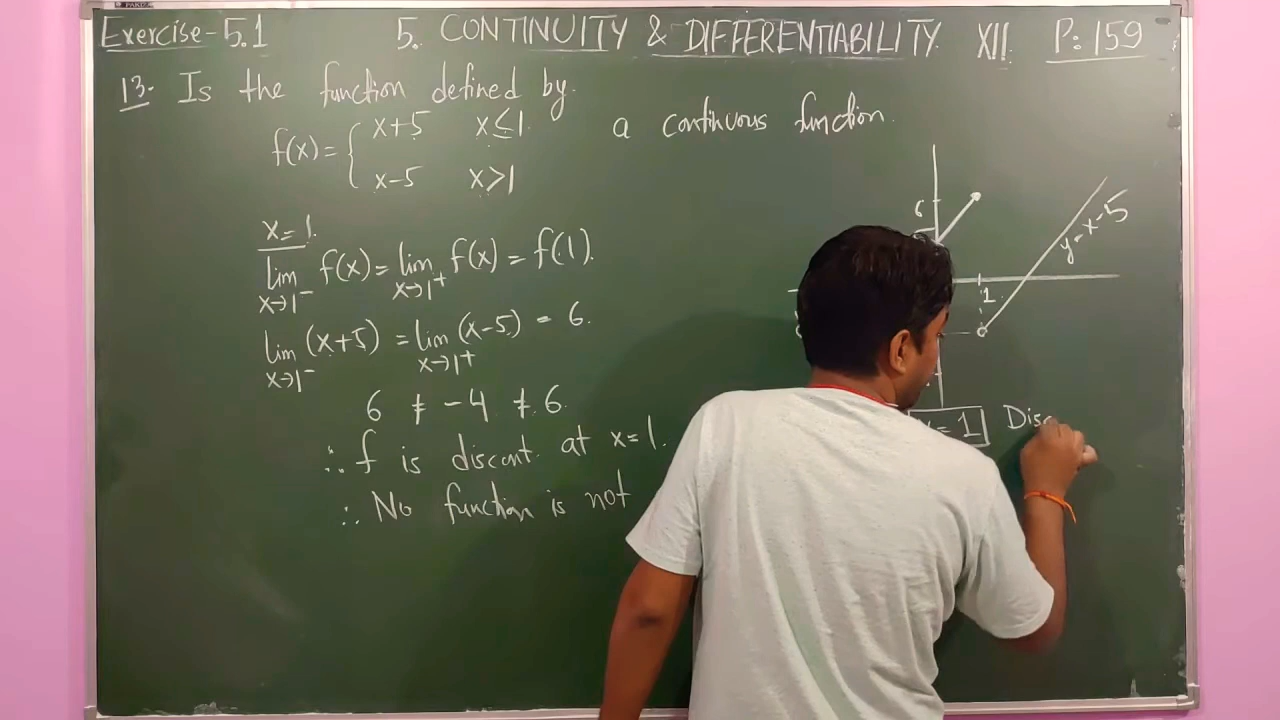 Exercise-5.1 5. CONTINUITY & DIFFERENTIABILITY XII P: 159
13. Is the function defined by.
f(x) = { x+5 x≤1. a continuous function.
x-5 x>1
x=1.
lim x→1⁻ f(x) = lim x→1⁺ f(x) = f(1).
lim x→1⁻ (x+5) = lim x→1⁺ (x-5) = 6.
6 ≠ -4 ≠ 6.
∴ f is discont. at x=1.
∴ No function is not
6
y=x-5
1.
= 1 Disc